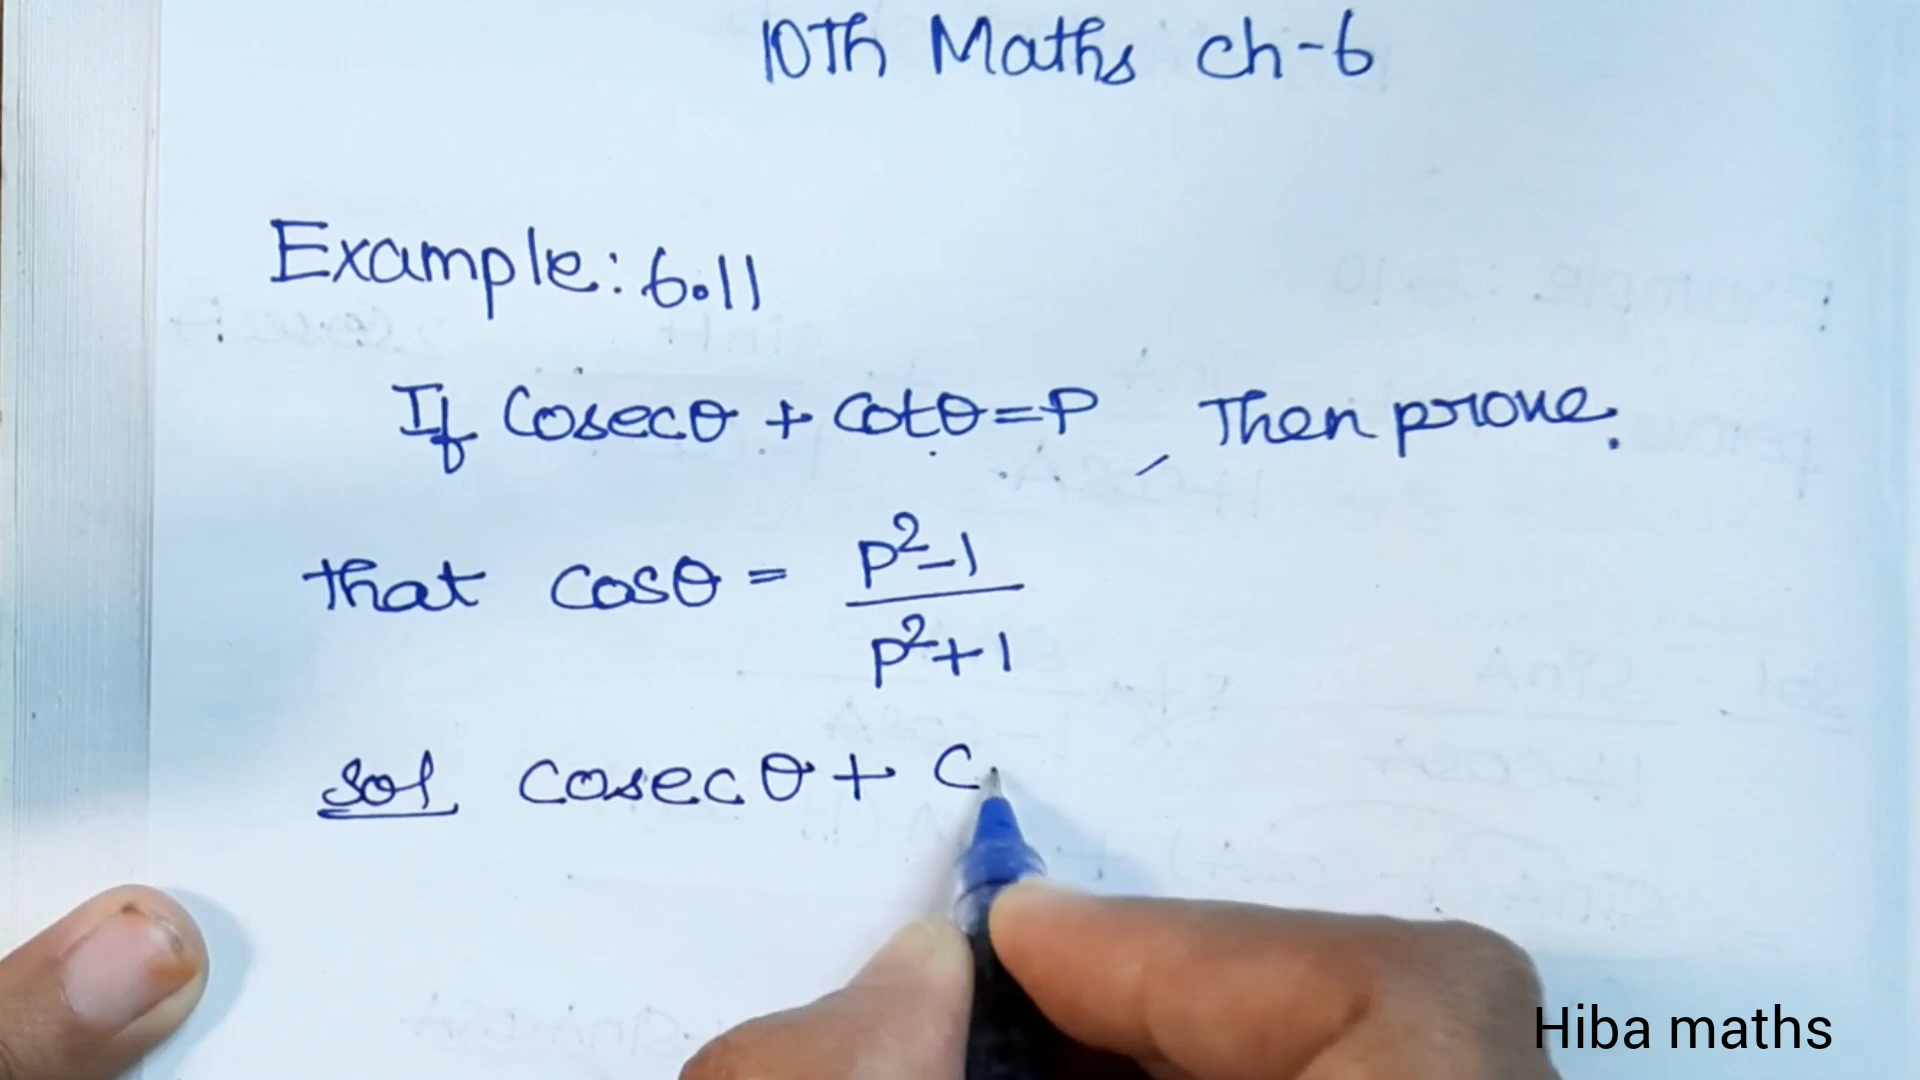 10Th Maths ch-6
Example: 6.11
If Cosecθ + Cotθ = P, Then prove.
that cosθ = P²-1 / P²+1
Sol cosec θ + C
Hiba maths